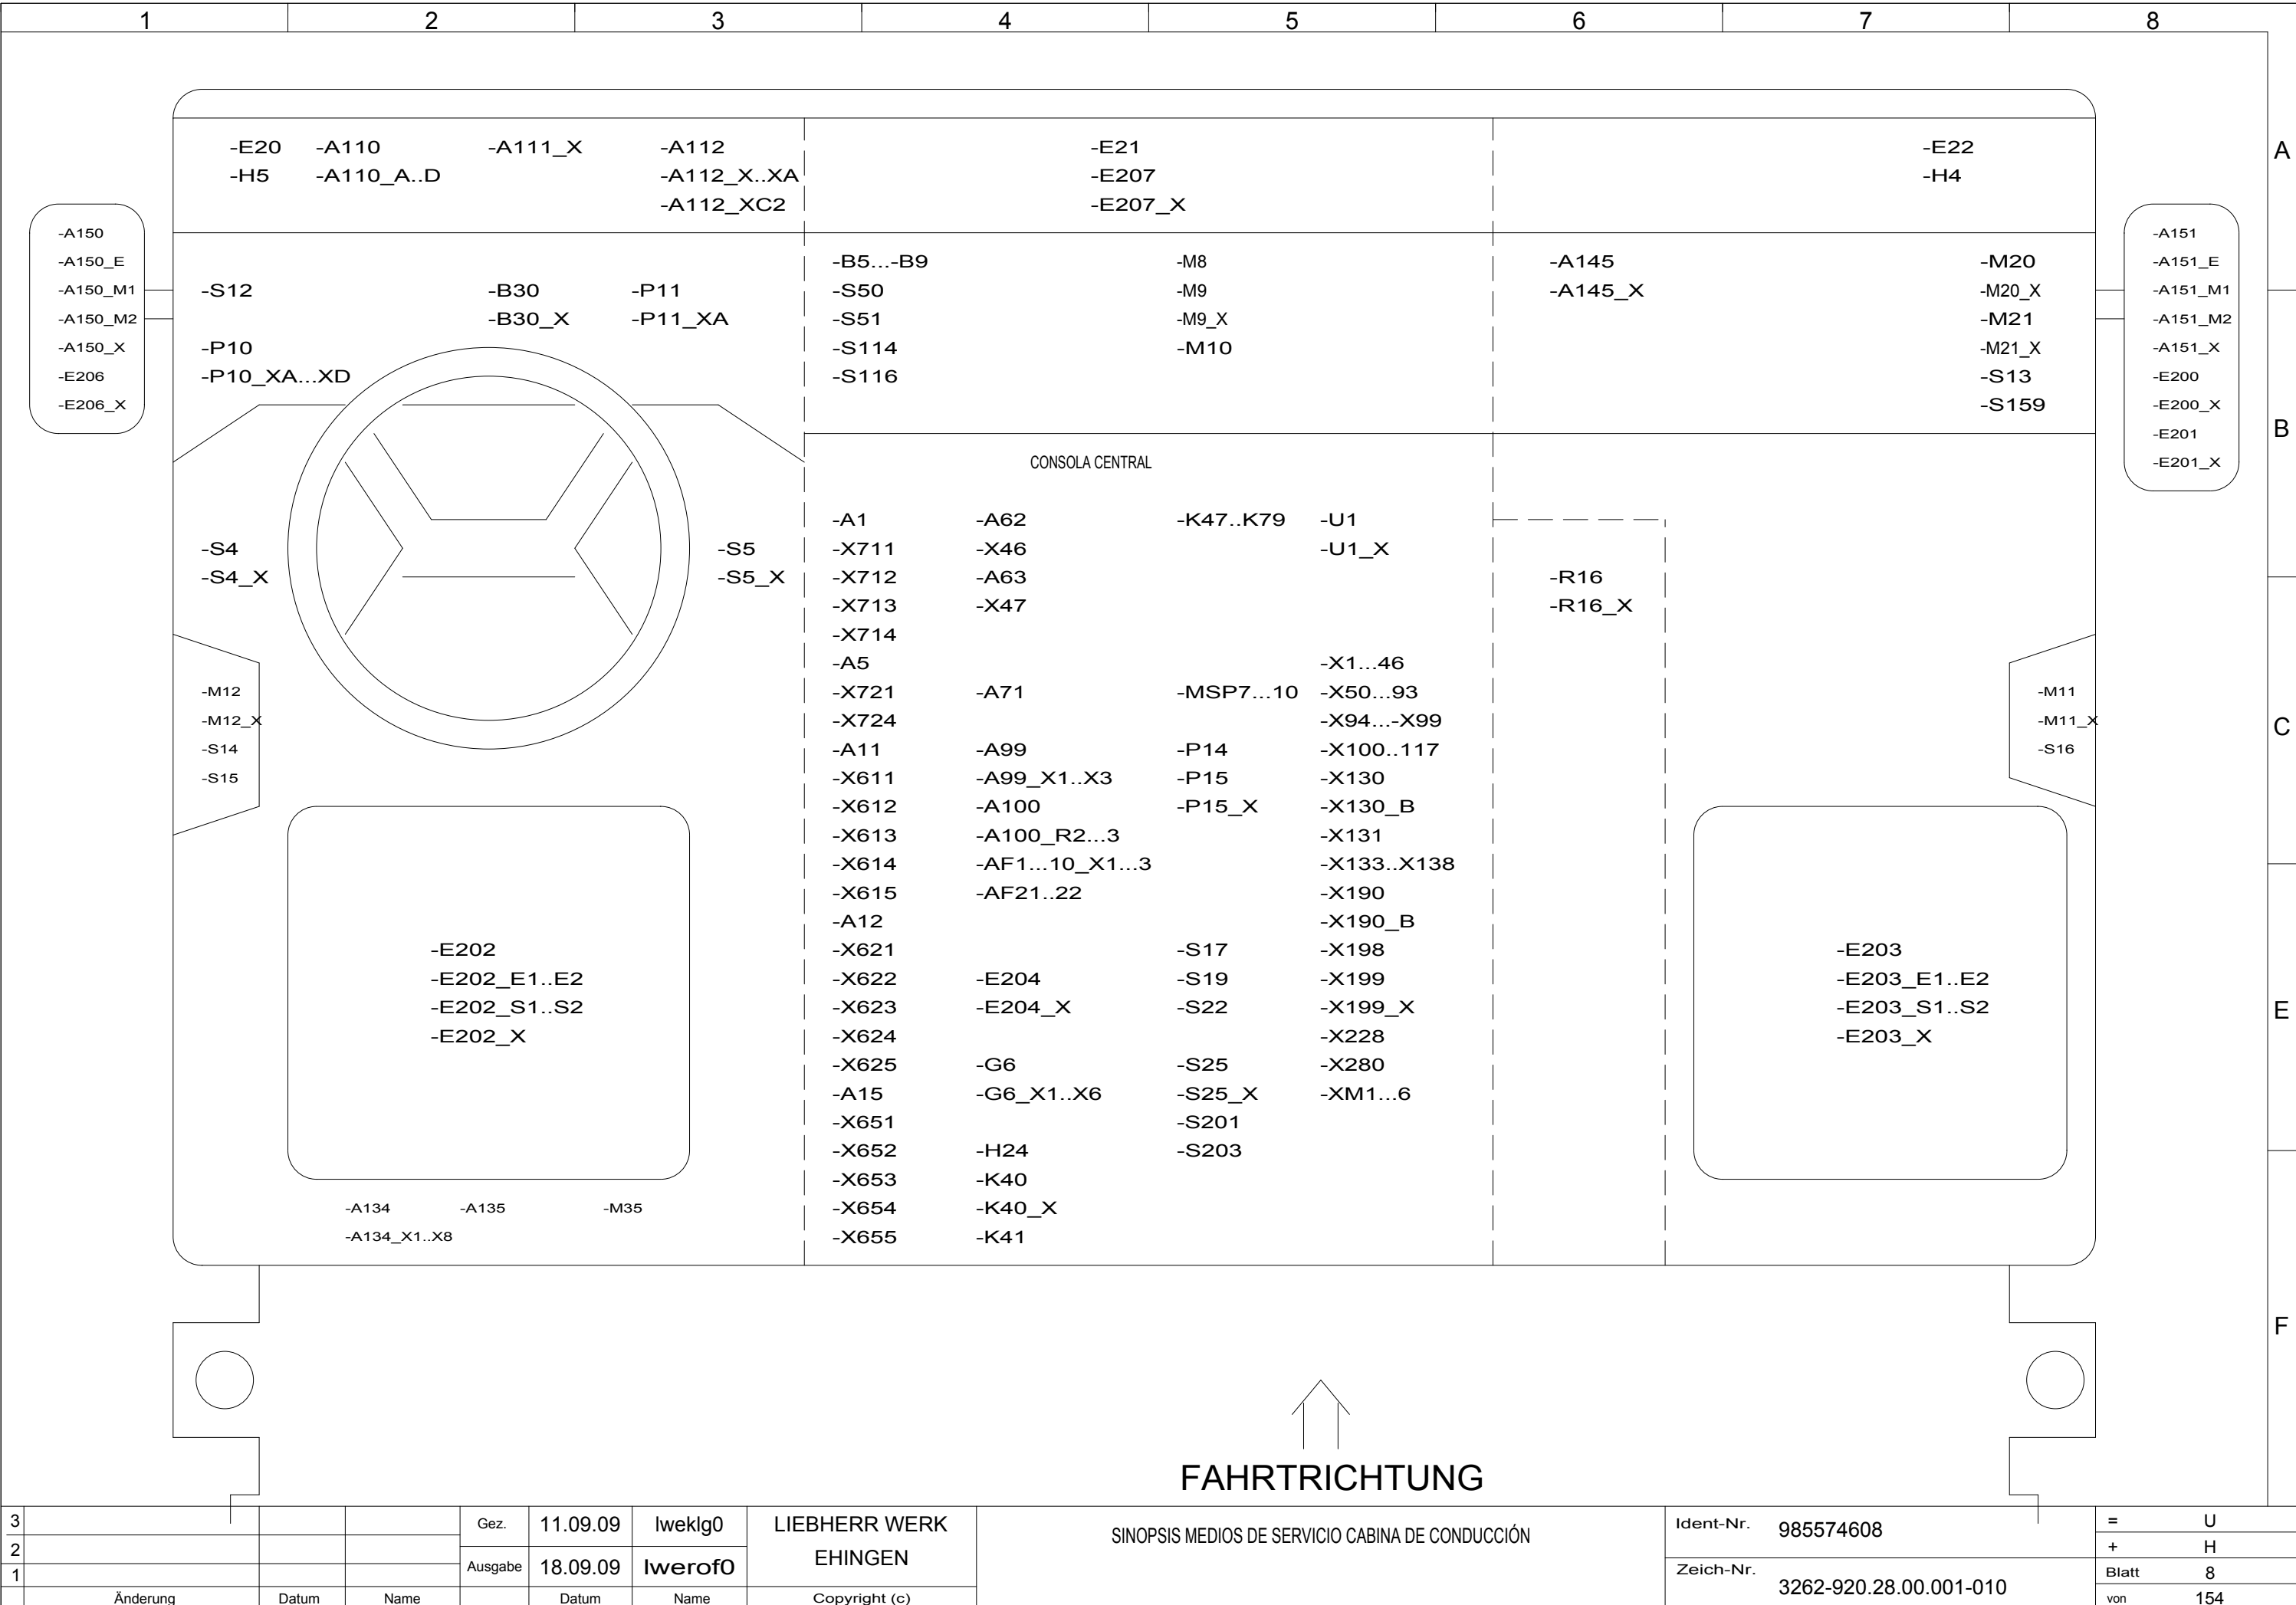 1 2 3 4 5 6 7 8
-E20 -A110 -A111_X -A112 -E21 -E22
A
-H5 -A110_A..D -A112_X..XA -E207 -H4
-A112_XC2 -E207_X
-A150 -A151
-A150_E -B5...-B9 -M8 -A145 -M20 -A151_E
-A150_M1 -S12 -B30 -P11 -S50 -M9 -A145_X -M20_X -A151_M1
-A150_M2 -B30_X -P11_XA -S51 -M9_X -M21 -A151_M2
-A150_X -P10 -S114 -M10 -M21_X -A151_X
-E206 -P10_XA...XD -S116 -S13 -E200
-E206_X -S159 -E200_X
B
-E201
CONSOLA CENTRAL -E201_X
-A1 -A62 -K47..K79 -U1
-S4 -S5 -X711 -X46 -U1_X
-S4_X -S5_X -X712 -A63 -R16
-X713 -X47 -R16_X
-X714
-A5 -X1...46
-M12 -X721 -A71 -MSP7...10 -X50...93 -M11
-M12_X -X724 -X94...-X99 -M11_X
C
-S14 -A11 -A99 -P14 -X100..117 -S16
-S15 -X611 -A99_X1..X3 -P15 -X130
-X612 -A100 -P15_X -X130_B
-X613 -A100_R2...3 -X131
-X614 -AF1...10_X1...3 -X133..X138
-X615 -AF21..22 -X190
-A12 -X190_B
-E202 -X621 -S17 -X198 -E203
-E202_E1..E2 -X622 -E204 -S19 -X199 -E203_E1..E2
-E202_S1..S2 -X623 -E204_X -S22 -X199_X -E203_S1..S2
E
-E202_X -X624 -X228 -E203_X
-X625 -G6 -S25 -X280
-A15 -G6_X1..X6 -S25_X -XM1...6
-X651 -S201
-X652 -H24 -S203
-X653 -K40
-A134 -A135 -M35 -X654 -K40_X
-A134_X1..X8 -X655 -K41
F
FAHRTRICHTUNG
3 Gez. 11.09.09 lweklg0 LIEBHERR WERK SINOPSIS MEDIOS DE SERVICIO CABINA DE CONDUCCIÓN Ident-Nr. 985574608 = U
2 EHINGEN + H
1 Ausgabe 18.09.09 lwerof0 Zeich-Nr. 3262-920.28.00.001-010 Blatt 8
Änderung Datum Name Datum Name Copyright (c) von 154